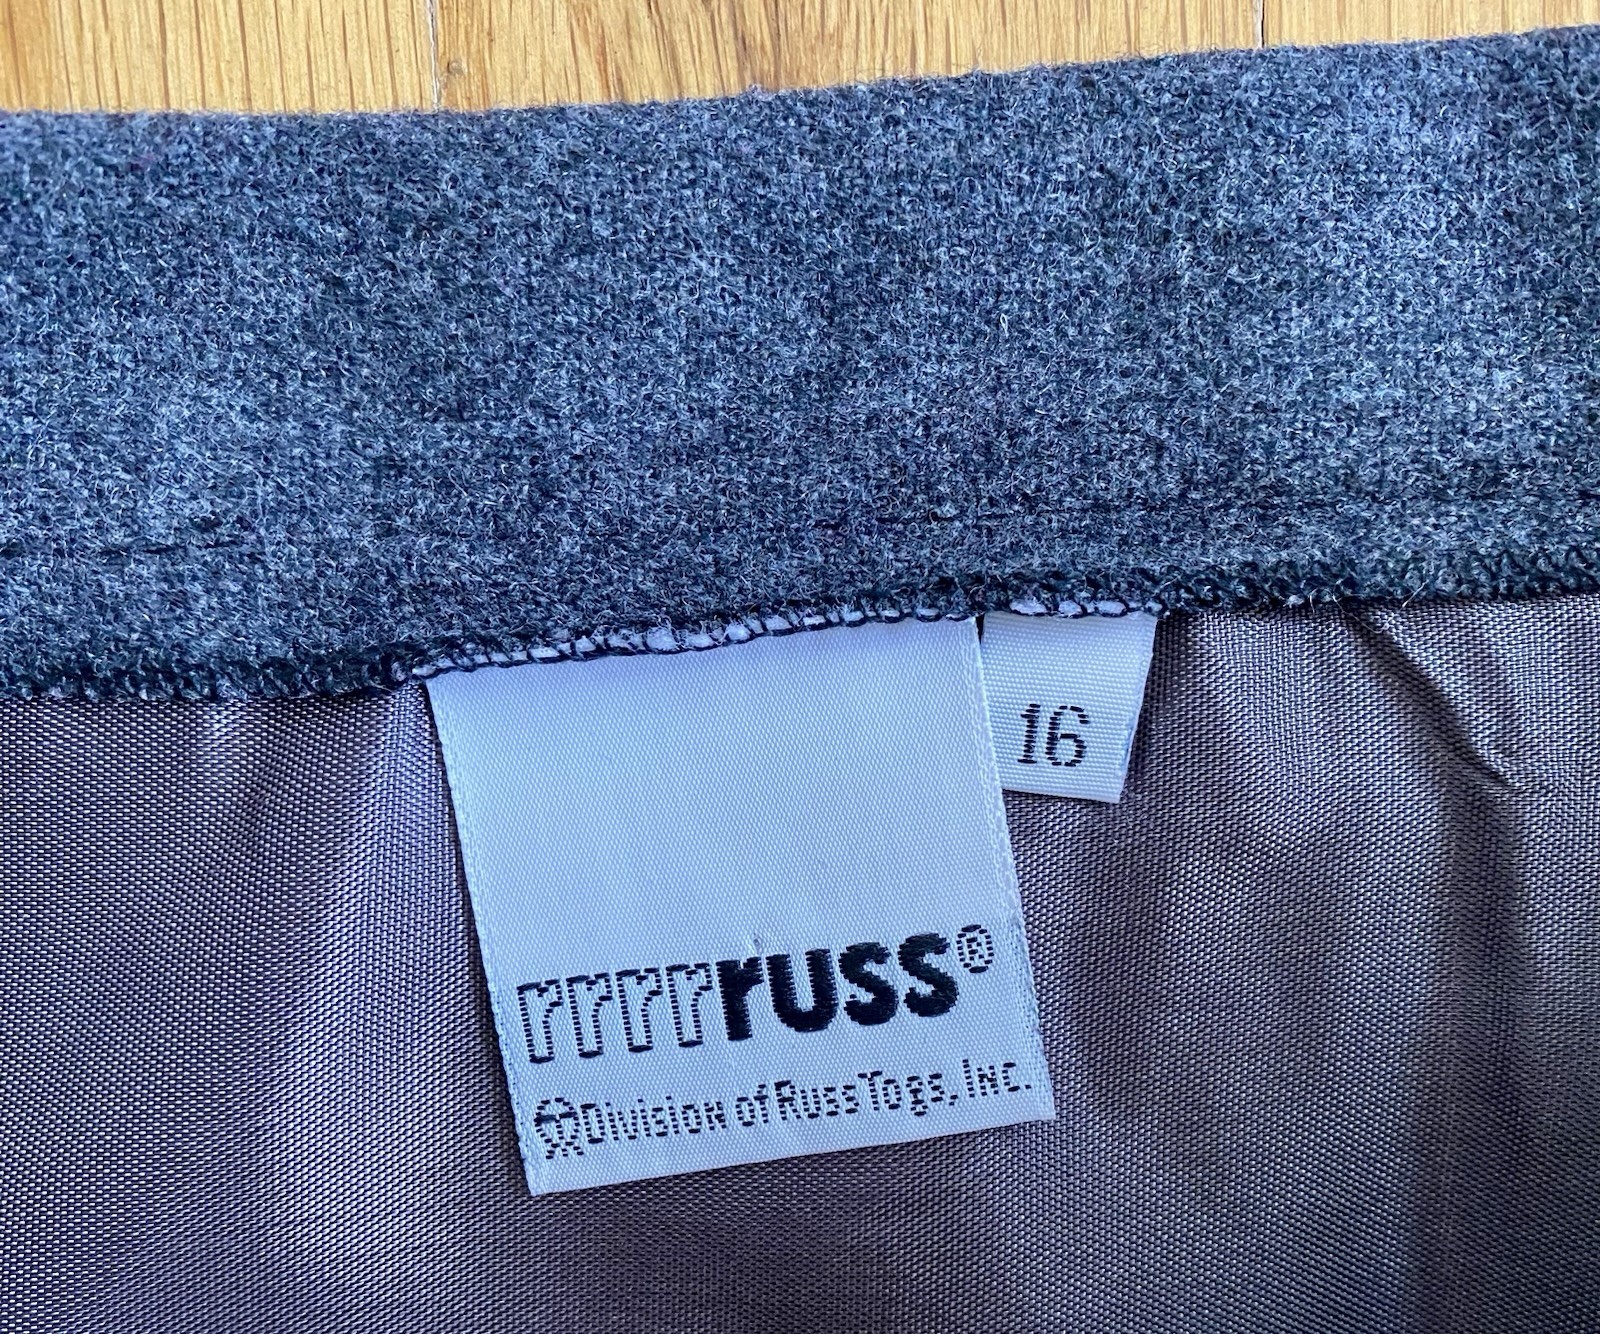 16
rrrrruss®
Division of Russ Togs, Inc.